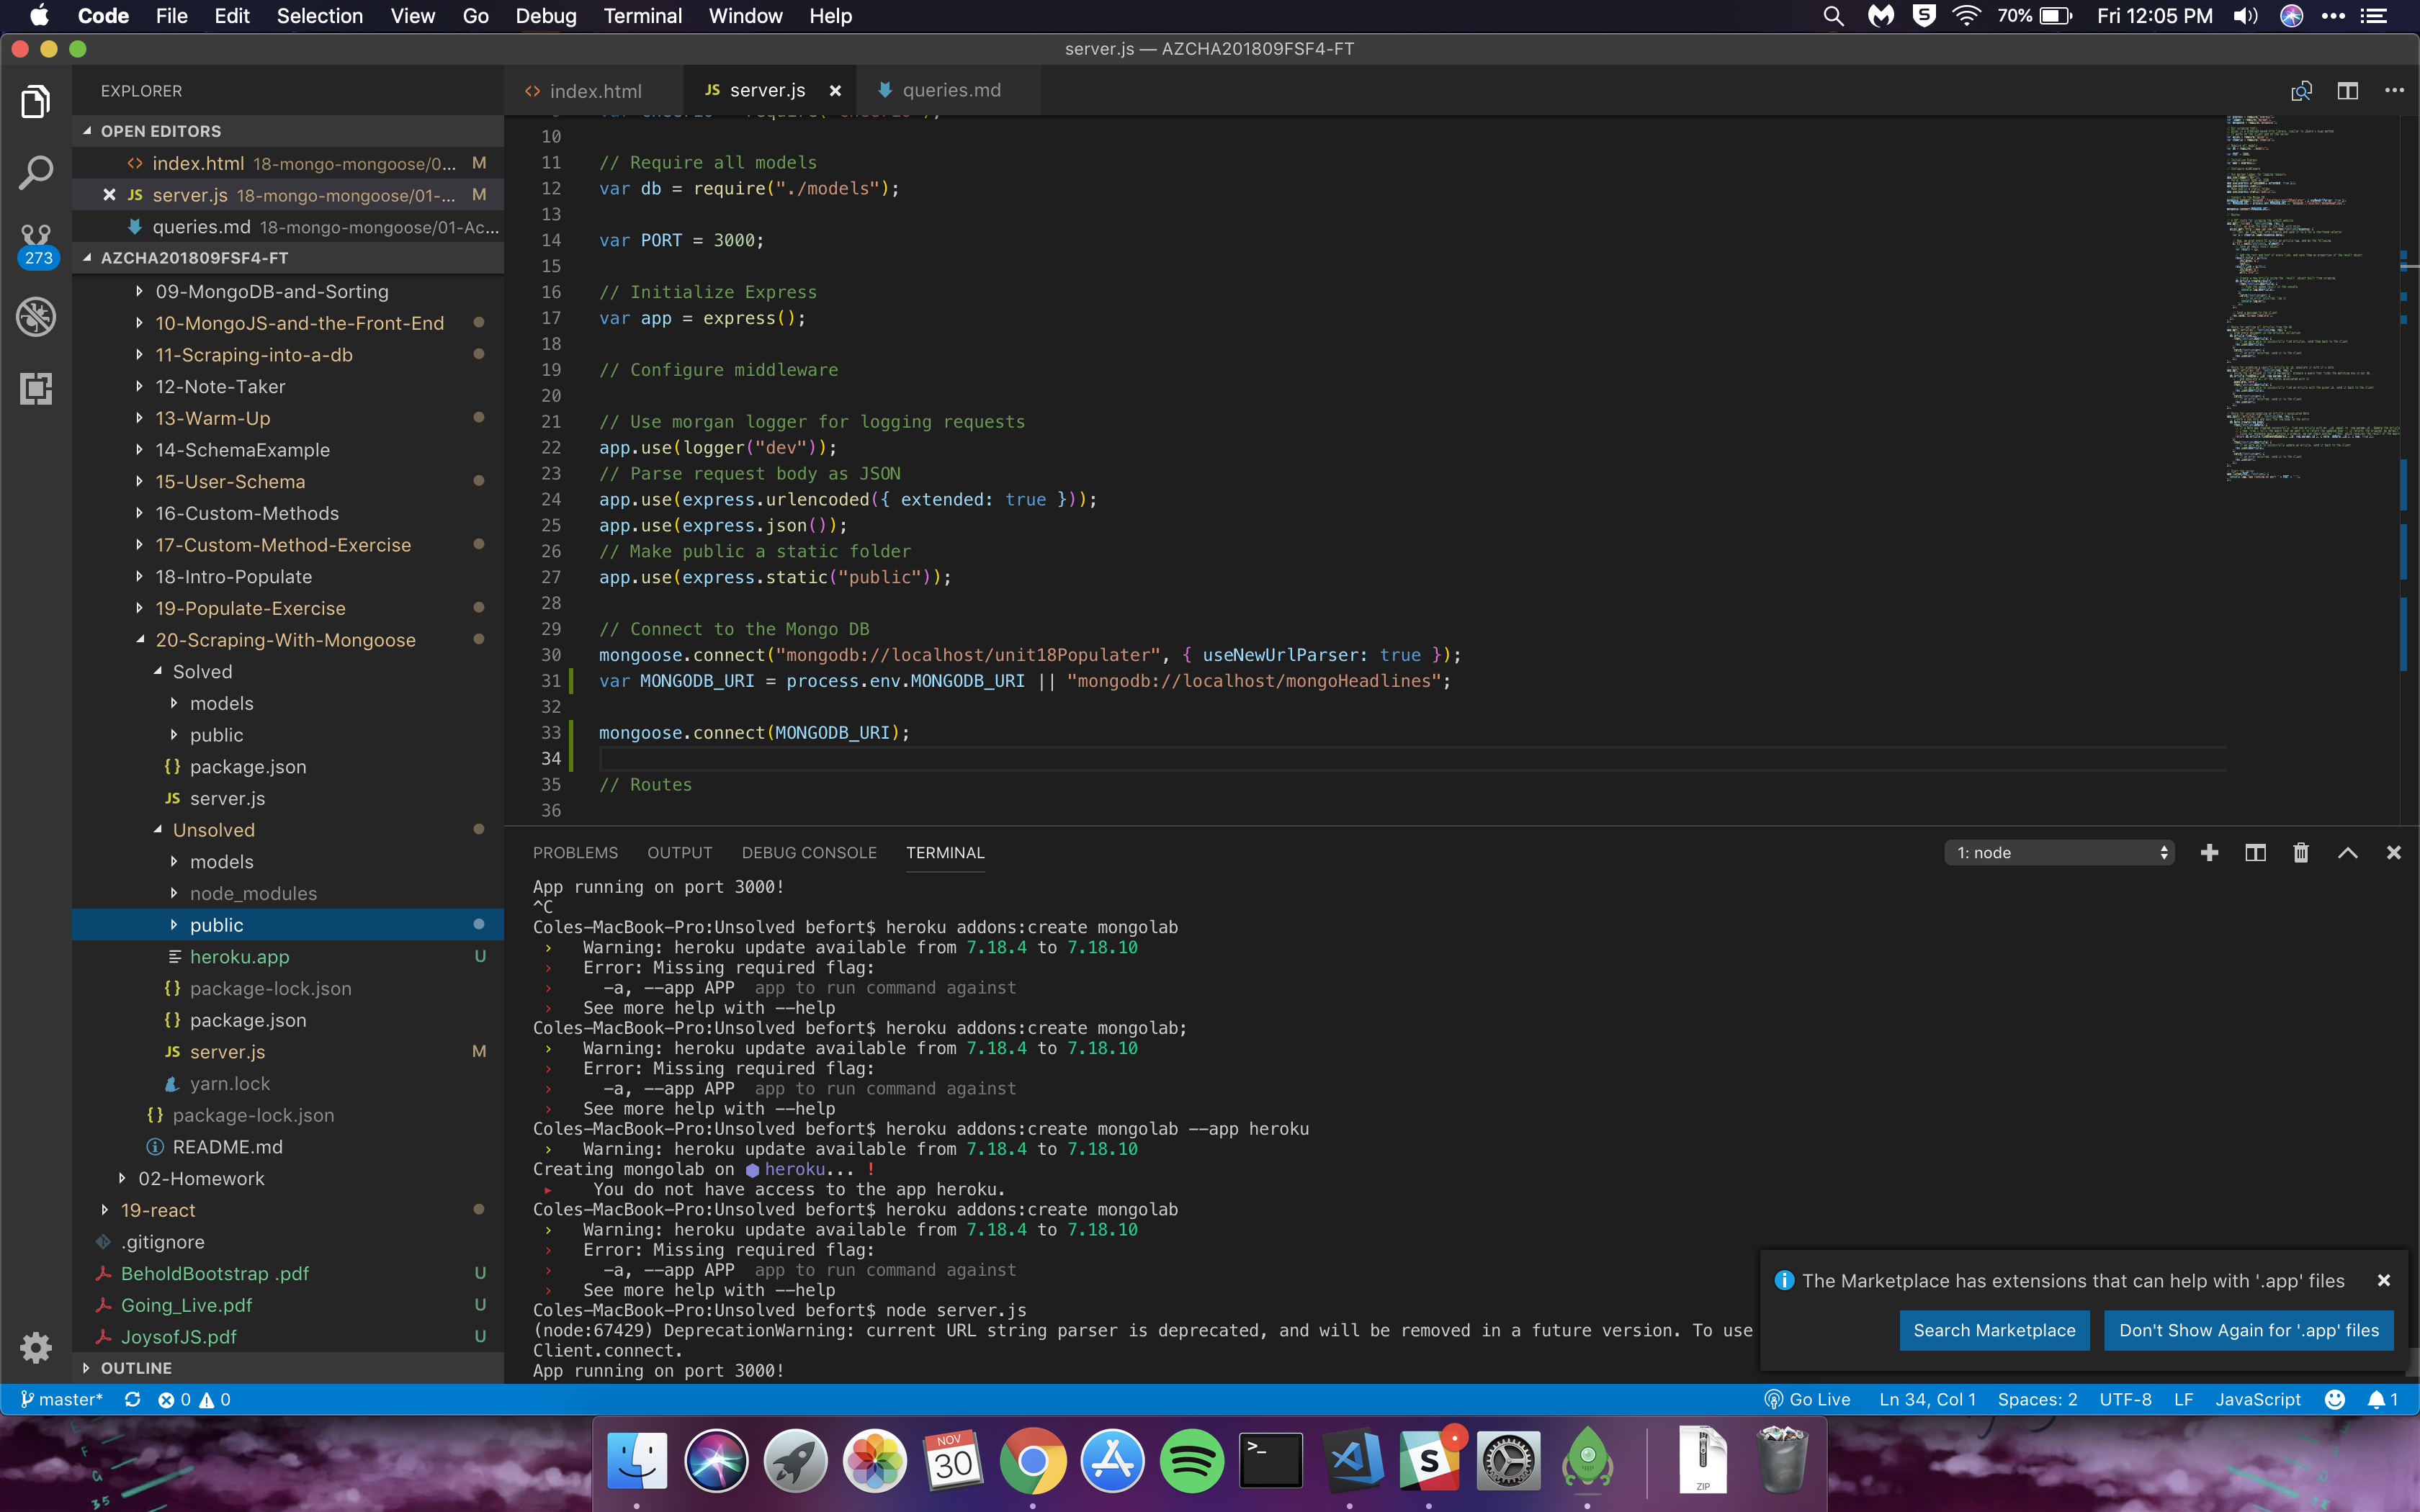 Code File Edit Selection View Go Debug Terminal Window Help 70% Fri 12:05 PM
server.js — AZCHA201809FSF4-FT
EXPLORER
OPEN EDITORS
index.html 18-mongo-mongoose/0... M
server.js 18-mongo-mongoose/01-... M
queries.md 18-mongo-mongoose/01-Ac...
273
AZCHA201809FSF4-FT
09-MongoDB-and-Sorting
10-MongoJS-and-the-Front-End
11-Scraping-into-a-db
12-Note-Taker
13-Warm-Up
14-SchemaExample
15-User-Schema
16-Custom-Methods
17-Custom-Method-Exercise
18-Intro-Populate
19-Populate-Exercise
20-Scraping-With-Mongoose
Solved
models
public
{} package.json
JS server.js
Unsolved
models
node_modules
public
heroku.app U
{} package-lock.json
{} package.json
JS server.js M
yarn.lock
{} package-lock.json
README.md
02-Homework
19-react
.gitignore
BeholdBootstrap .pdf U
Going_Live.pdf U
JoysofJS.pdf U
OUTLINE
index.html
JS server.js
queries.md
10
11 // Require all models
12 var db = require("./models");
13
14 var PORT = 3000;
15
16 // Initialize Express
17 var app = express();
18
19 // Configure middleware
20
21 // Use morgan logger for logging requests
22 app.use(logger("dev"));
23 // Parse request body as JSON
24 app.use(express.urlencoded({ extended: true }));
25 app.use(express.json());
26 // Make public a static folder
27 app.use(express.static("public"));
28
29 // Connect to the Mongo DB
30 mongoose.connect("mongodb://localhost/unit18Populater", { useNewUrlParser: true });
31 var MONGODB_URI = process.env.MONGODB_URI || "mongodb://localhost/mongoHeadlines";
32
33 mongoose.connect(MONGODB_URI);
34
35 // Routes
36
PROBLEMS OUTPUT DEBUG CONSOLE TERMINAL 1: node
App running on port 3000!
^C
Coles-MacBook-Pro:Unsolved befort$ heroku addons:create mongolab
› Warning: heroku update available from 7.18.4 to 7.18.10
› Error: Missing required flag:
› -a, --app APP app to run command against
› See more help with --help
Coles-MacBook-Pro:Unsolved befort$ heroku addons:create mongolab;
› Warning: heroku update available from 7.18.4 to 7.18.10
› Error: Missing required flag:
› -a, --app APP app to run command against
› See more help with --help
Coles-MacBook-Pro:Unsolved befort$ heroku addons:create mongolab --app heroku
› Warning: heroku update available from 7.18.4 to 7.18.10
Creating mongolab on ⬢ heroku... !
▸ You do not have access to the app heroku.
Coles-MacBook-Pro:Unsolved befort$ heroku addons:create mongolab
› Warning: heroku update available from 7.18.4 to 7.18.10
› Error: Missing required flag:
› -a, --app APP app to run command against
› See more help with --help
Coles-MacBook-Pro:Unsolved befort$ node server.js
(node:67429) DeprecationWarning: current URL string parser is deprecated, and will be removed in a future version. To use
Client.connect.
App running on port 3000!
The Marketplace has extensions that can help with '.app' files
Search Marketplace
Don't Show Again for '.app' files
master* 0 0 Go Live Ln 34, Col 1 Spaces: 2 UTF-8 LF JavaScript 1
NOV
30
ZIP